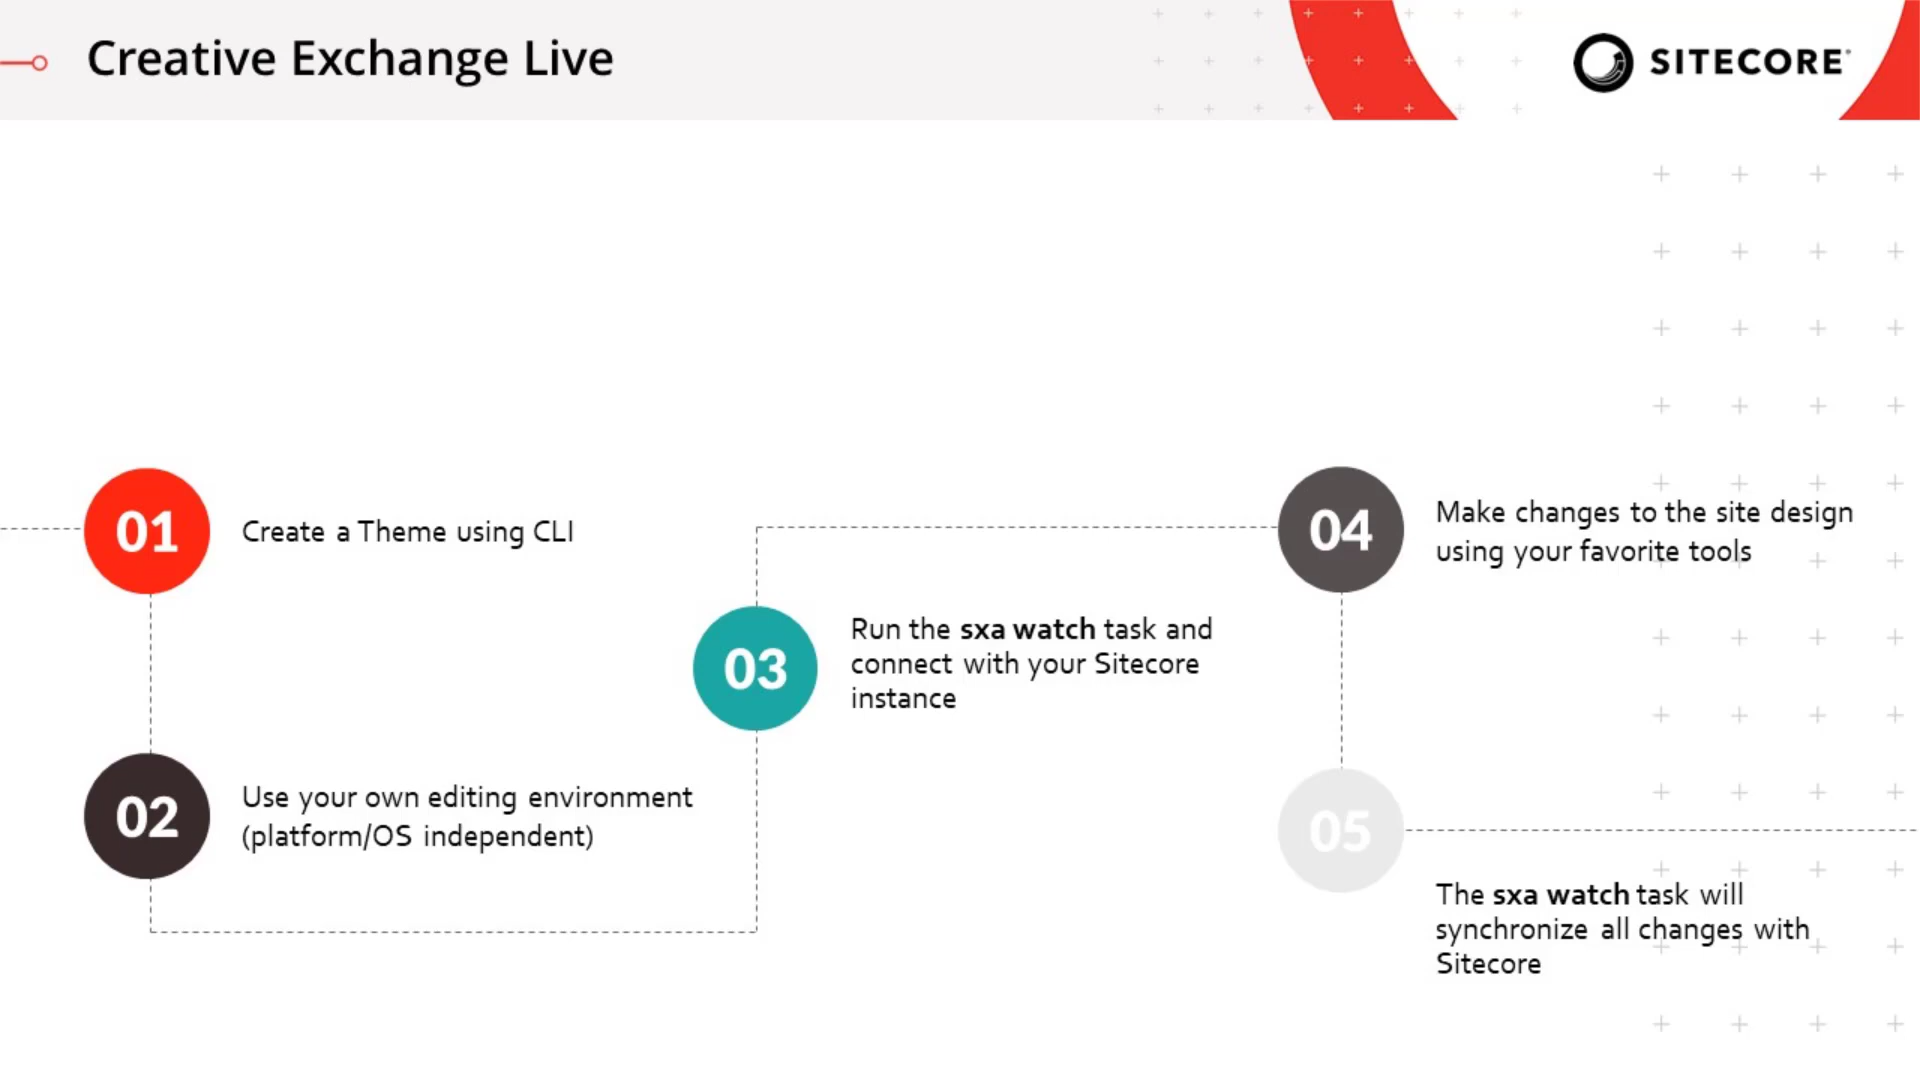 Creative Exchange Live
SITECORE
01
Create a Theme using CLI
02
Use your own editing environment
(platform/OS independent)
03
Run the sxa watch task and
connect with your Sitecore
instance
04
Make changes to the site design
using your favorite tools
05
The sxa watch task will
synchronize all changes with
Sitecore